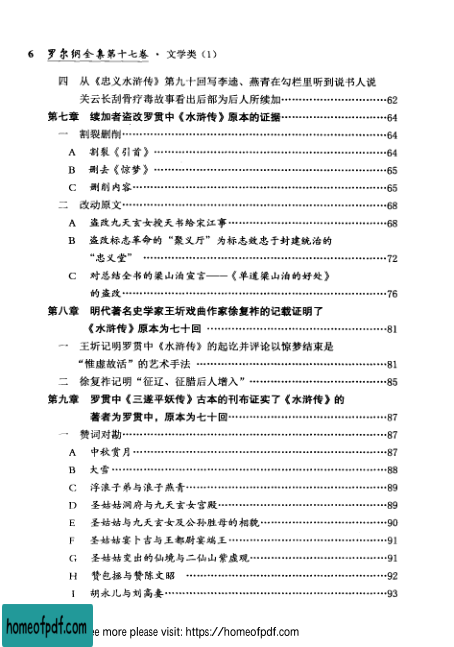 6 罗尔纲全集第十七卷·文学类（1）
四 从《忠义水浒传》第九十回写李逵、燕青在勾栏里听到说书人说
关云长刮骨疗毒故事看出后部为后人所续加……………………………62
第七章 续加者盗改罗贯中《水浒传》原本的证据……………………………64
一 割裂删削……………………………64
A 割裂《引首》……………………………64
B 删去《惊梦》……………………………65
C 删削内容……………………………65
二 改动原文……………………………68
A 盗改九天玄女授天书给宋江事……………………………68
B 盗改标志革命的“聚义厅”为标志效忠于封建统治的
“忠义堂” ……………………………72
C 对总结全书的梁山泊宣言——《单道梁山泊的好处》
的盗改……………………………76
第八章 明代著名史学家王圻戏曲作家徐复祚的记载证明了
《水浒传》原本为七十回 ……………………………81
一 王圻记明罗贯中《水浒传》的起讫并评论以惊梦结束是
“惟虚故活”的艺术手法 ……………………………81
二 徐复祚记明“征辽、征腊后人增入”……………………………85
第九章 罗贯中《三遂平妖传》古本的刊布证实了《水浒传》的
著者为罗贯中，原本为七十回……………………………87
一 赞词对勘……………………………87
A 中秋赏月……………………………87
B 大雪……………………………88
C 浮浪子弟与浪子燕青……………………………89
D 圣姑姑洞府与九天玄女宫殿……………………………89
E 圣姑姑与九天玄女及公孙胜母的相貌……………………………90
F 圣姑姑宴卜吉与王都尉宴端王……………………………91
G 圣姑姑变出的仙境与二仙山紫虚观……………………………91
H 赞包拯与赞陈文昭 ……………………………92
I 胡永儿与刘高妻……………………………93
homeofpdf.com
ee more please visit: https://homeofpdf.com